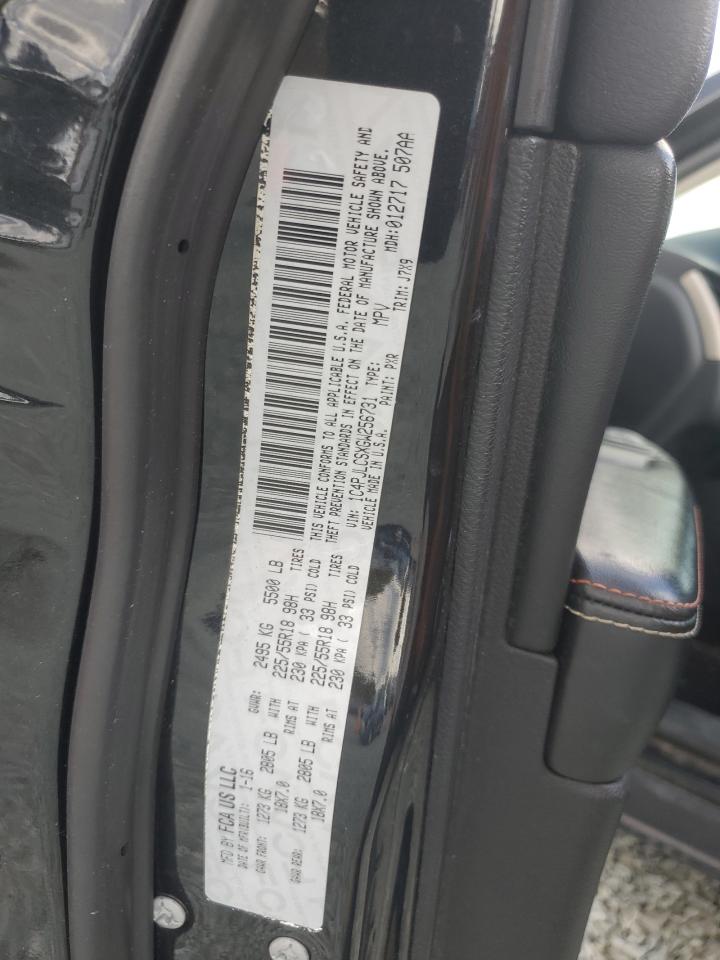 MFD BY FCA US LLC
DATE OF MFR(BUILT): 1-16
GVWR: 2495 KG 5500 LB
GAWR FRONT: 1273 KG 2805 LB WITH 225/55R18 98H TIRES
18X7.0 RIMS AT 230 KPA ( 33 PSI) COLD
GAWR REAR: 1273 KG 2805 LB WITH 225/55R18 98H TIRES
18X7.0 RIMS AT 230 KPA ( 33 PSI) COLD
THIS VEHICLE CONFORMS TO ALL APPLICABLE U.S.A. FEDERAL MOTOR VEHICLE SAFETY AND
THEFT PREVENTION STANDARDS IN EFFECT ON THE DATE OF MANUFACTURE SHOWN ABOVE.
VIN: 1C4PJLCSXGW256731 TYPE: MPV MDH:012717 507AA
VEHICLE MADE IN U.S.A. PAINT: PXR TRIM: J7X9